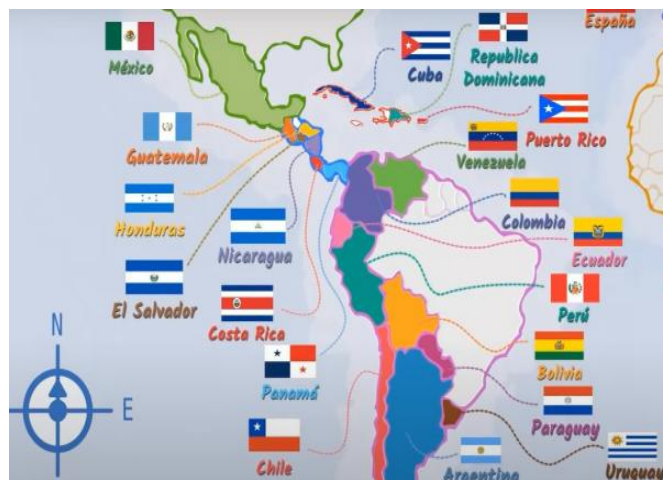 España
México
Cuba
Republica
Dominicana
Guatemala
Puerto Rico
Venezuela
Honduras
Nicaragua
Colombia
Ecuador
El Salvador
Costa Rica
Perú
N
E
Panamá
Bolivia
Paraguay
Chile
Argentina
Uruguay